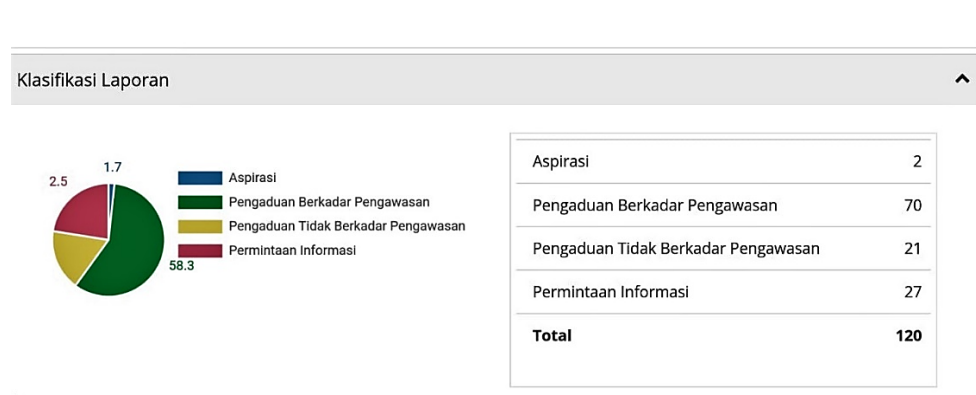 Klasifikasi Laporan
1.7
2.5
58.3
Aspirasi
Pengaduan Berkadar Pengawasan
Pengaduan Tidak Berkadar Pengawasan
Permintaan Informasi
Aspirasi 2
Pengaduan Berkadar Pengawasan 70
Pengaduan Tidak Berkadar Pengawasan 21
Permintaan Informasi 27
Total 120